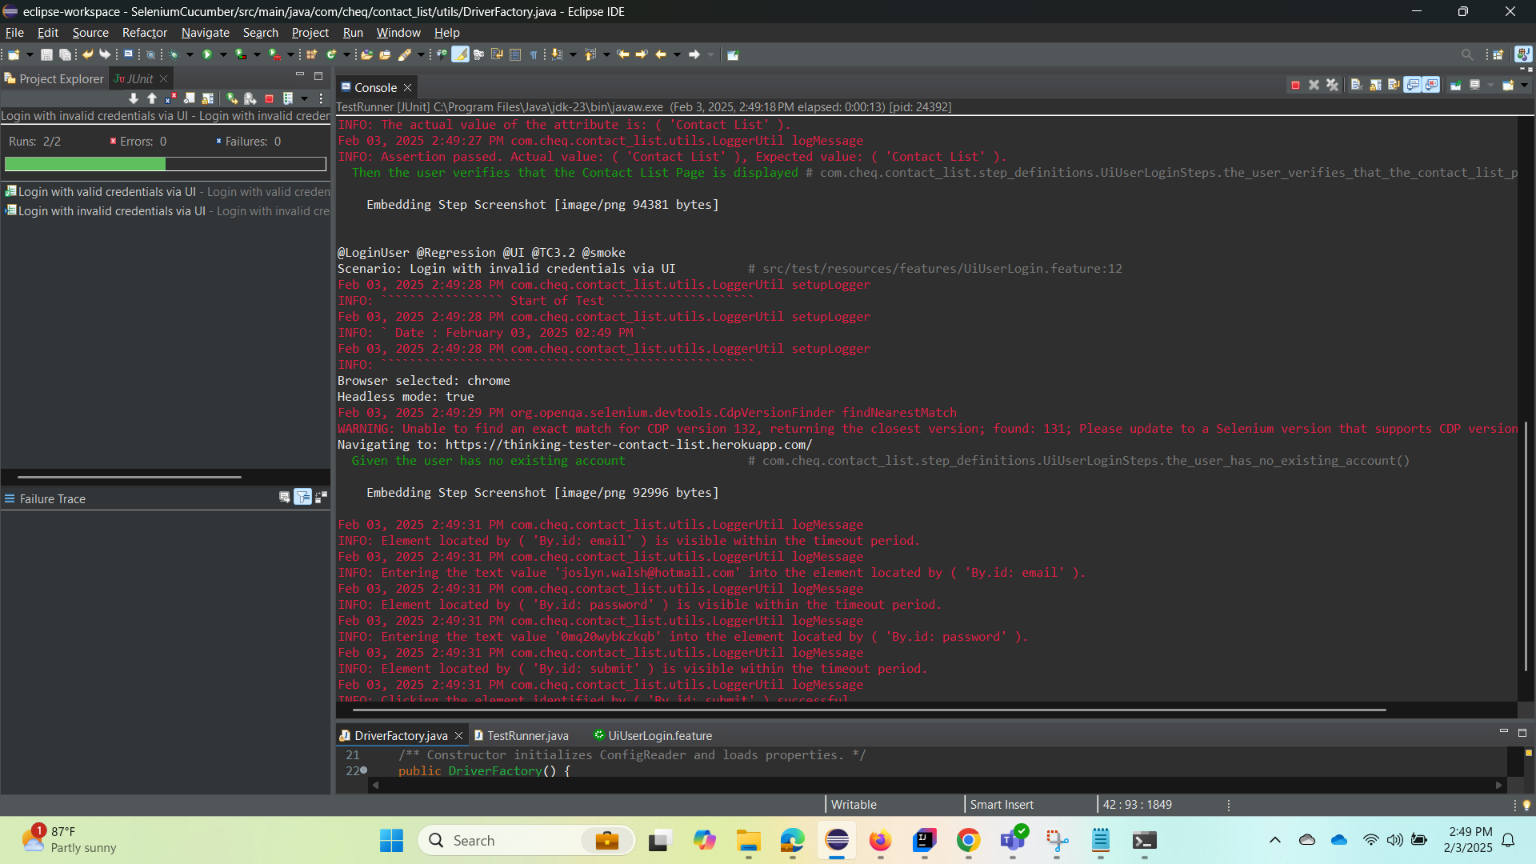 eclipse-workspace - SeleniumCucumber/src/main/java/com/cheq/contact_list/utils/DriverFactory.java - Eclipse IDE
File Edit Source Refactor Navigate Search Project Run Window Help
Project Explorer
JUnit
Login with invalid credentials via UI - Login with invalid creder
Runs: 2/2
Errors: 0
Failures: 0
Login with valid credentials via UI - Login with valid creden
Login with invalid credentials via UI - Login with invalid cre
Failure Trace
Console
TestRunner [JUnit] C:\Program Files\Java\jdk-23\bin\javaw.exe (Feb 3, 2025, 2:49:18 PM elapsed: 0:00:13) [pid: 24392]
INFO: The actual value of the attribute is: ( 'Contact List' ).
Feb 03, 2025 2:49:27 PM com.cheq.contact_list.utils.LoggerUtil logMessage
INFO: Assertion passed. Actual value: ( 'Contact List' ), Expected value: ( 'Contact List' ).
Then the user verifies that the Contact List Page is displayed # com.cheq.contact_list.step_definitions.UiUserLoginSteps.the_user_verifies_that_the_contact_list_p
Embedding Step Screenshot [image/png 94381 bytes]
@LoginUser @Regression @UI @TC3.2 @smoke
Scenario: Login with invalid credentials via UI # src/test/resources/features/UiUserLogin.feature:12
Feb 03, 2025 2:49:28 PM com.cheq.contact_list.utils.LoggerUtil setupLogger
INFO: ````````````````` Start of Test ````````````````````
Feb 03, 2025 2:49:28 PM com.cheq.contact_list.utils.LoggerUtil setupLogger
INFO: ` Date : February 03, 2025 02:49 PM `
Feb 03, 2025 2:49:28 PM com.cheq.contact_list.utils.LoggerUtil setupLogger
INFO: ````````````````````````````````````````````````````
Browser selected: chrome
Headless mode: true
Feb 03, 2025 2:49:29 PM org.openqa.selenium.devtools.CdpVersionFinder findNearestMatch
WARNING: Unable to find an exact match for CDP version 132, returning the closest version; found: 131; Please update to a Selenium version that supports CDP version
Navigating to: https://thinking-tester-contact-list.herokuapp.com/
Given the user has no existing account # com.cheq.contact_list.step_definitions.UiUserLoginSteps.the_user_has_no_existing_account()
Embedding Step Screenshot [image/png 92996 bytes]
Feb 03, 2025 2:49:31 PM com.cheq.contact_list.utils.LoggerUtil logMessage
INFO: Element located by ( 'By.id: email' ) is visible within the timeout period.
Feb 03, 2025 2:49:31 PM com.cheq.contact_list.utils.LoggerUtil logMessage
INFO: Entering the text value 'joslyn.walsh@hotmail.com' into the element located by ( 'By.id: email' ).
Feb 03, 2025 2:49:31 PM com.cheq.contact_list.utils.LoggerUtil logMessage
INFO: Element located by ( 'By.id: password' ) is visible within the timeout period.
Feb 03, 2025 2:49:31 PM com.cheq.contact_list.utils.LoggerUtil logMessage
INFO: Entering the text value '0mq20wybkzkqb' into the element located by ( 'By.id: password' ).
Feb 03, 2025 2:49:31 PM com.cheq.contact_list.utils.LoggerUtil logMessage
INFO: Element located by ( 'By.id: submit' ) is visible within the timeout period.
Feb 03, 2025 2:49:31 PM com.cheq.contact_list.utils.LoggerUtil logMessage
INFO: Clicking the element identified by ( 'By.id: submit' ) successful
DriverFactory.java
TestRunner.java
UiUserLogin.feature
21 /** Constructor initializes ConfigReader and loads properties. */
22 public DriverFactory() {
Writable
Smart Insert
42 : 93 : 1849
1
87°F
Partly sunny
Search
2:49 PM
2/3/2025